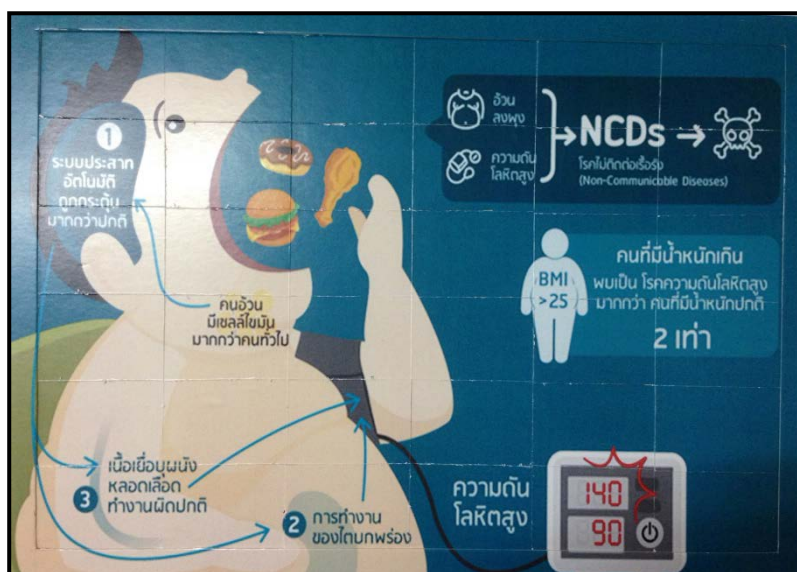 1
ระบบประสาท
อัตโนมัติ
ถูกกระตุ้น
มากกว่าปกติ
คนอ้วน
มีเซลล์ไขมัน
มากกว่าคนทั่วไป
อ้วน
ลงพุง
ความดัน
โลหิตสูง
NCDs
โรคไม่ติดต่อเรื้อรัง
(Non-Communicable Diseases)
BMI
>25
คนที่มีน้ำหนักเกิน
พบเป็น โรคความดันโลหิตสูง
มากกว่า คนที่มีน้ำหนักปกติ
2 เท่า
3
เนื้อเยื่อบุผนัง
หลอดเลือด
ทำงานผิดปกติ
2
การทำงาน
ของไตบกพร่อง
ความดัน
โลหิตสูง
140
90